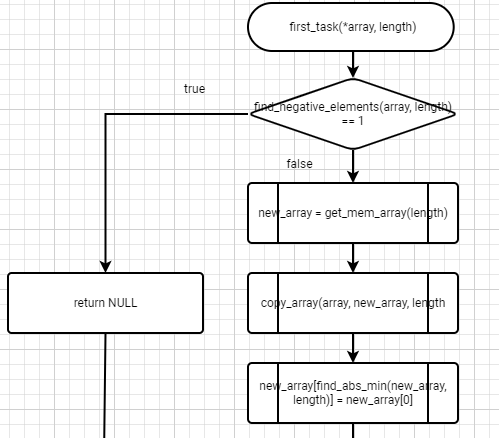 first_task(*array, length)
true
find_negative_elements(array, length)
== 1
false
new_array = get_mem_array(length)
return NULL
copy_array(array, new_array, length
new_array[find_abs_min(new_array,
length)] = new_array[0]